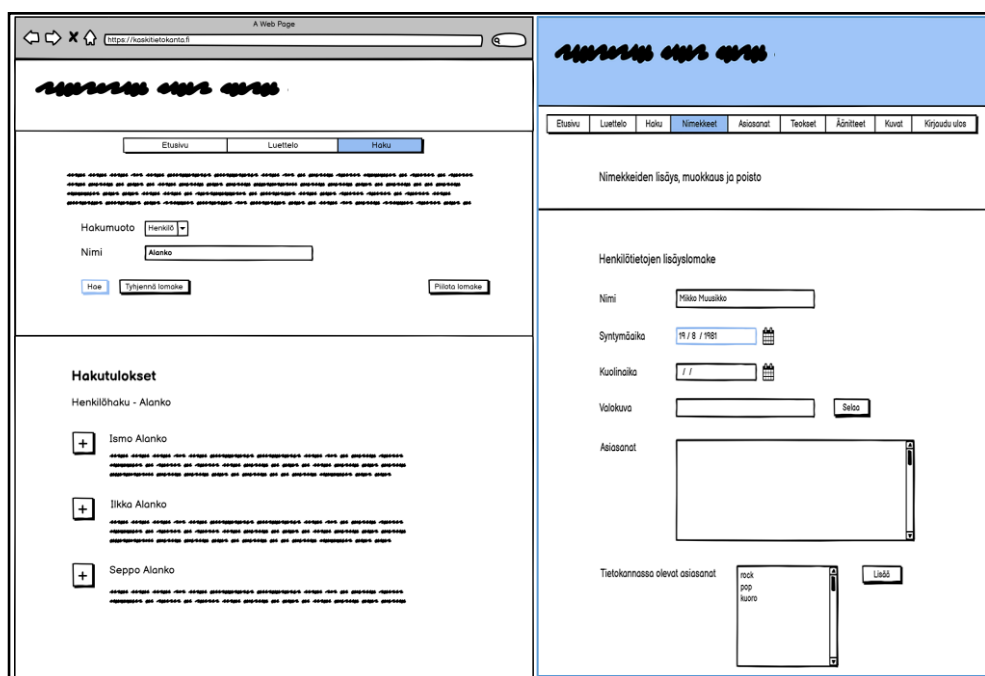 A Web Page
https://kaskitietokanta.fi
Etusivu Luettelo Haku
Hakumuoto Henkilö
Nimi Alanko
Hae Tyhjennä lomake Piilota lomake
Hakutulokset
Henkilöhaku - Alanko
+ Ismo Alanko
+ Ilkka Alanko
+ Seppo Alanko
Etusivu Luettelo Haku Nimekkeet Asiasanat Teokset Äänitteet Kuvat Kirjaudu ulos
Nimekkeiden lisäys, muokkaus ja poisto
Henkilötietojen lisäyslomake
Nimi Mikko Muusikko
Syntymäaika 19 / 8 / 1981
Kuolinaika / /
Valokuva Selaa
Asiasanat
Tietokannassa olevat asiasanat rock Lisää
pop
kuoro